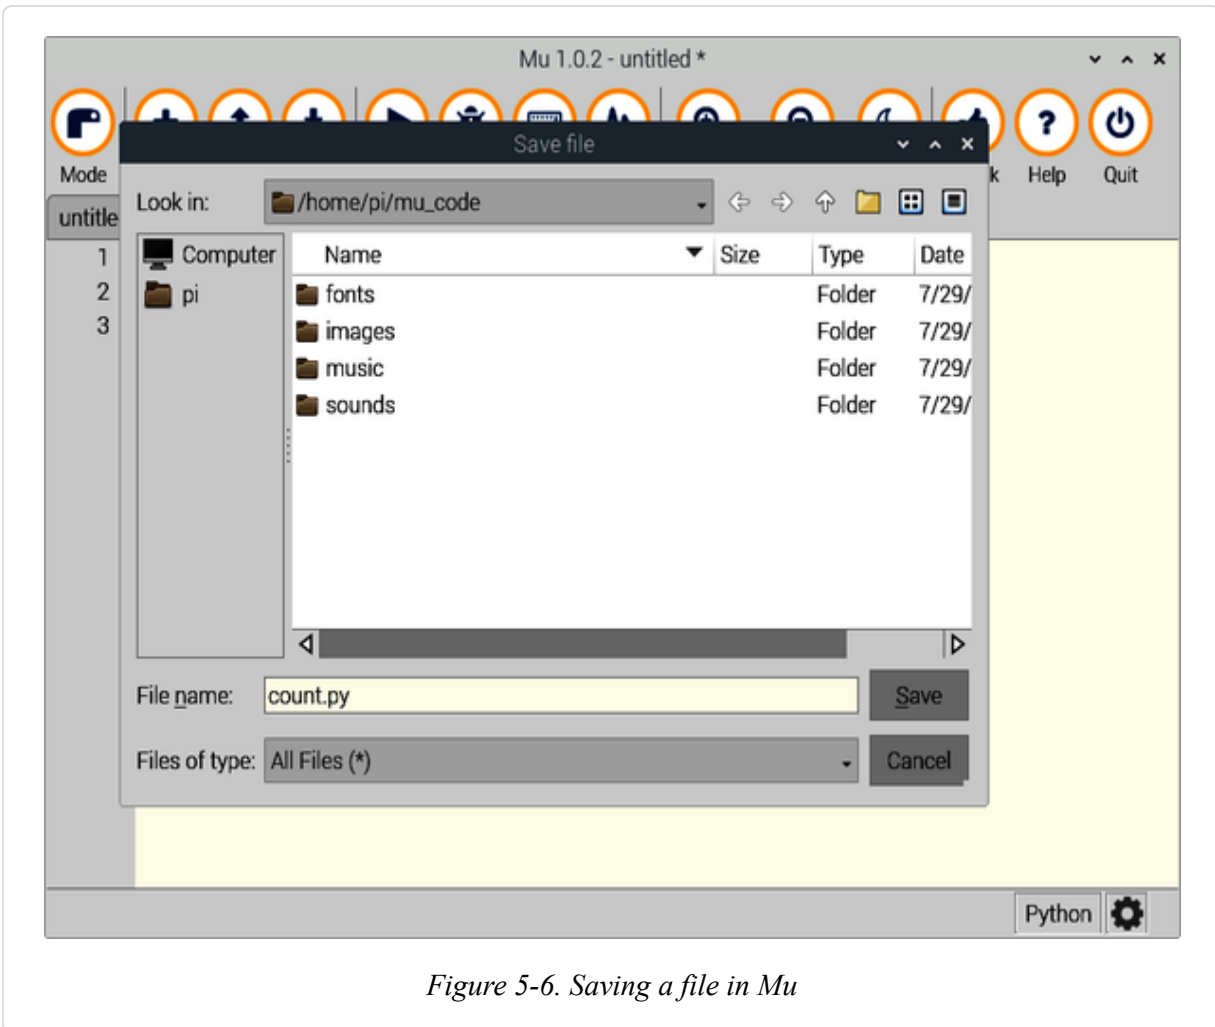 Mu 1.0.2 - untitled *
Save file
Mode
k Help Quit
Look in: /home/pi/mu_code
untitle
1
2
3
Computer
pi
Name Size Type Date
fonts Folder 7/29/
images Folder 7/29/
music Folder 7/29/
sounds Folder 7/29/
File name: count.py Save
Files of type: All Files (*) Cancel
Python
Figure 5-6. Saving a file in Mu